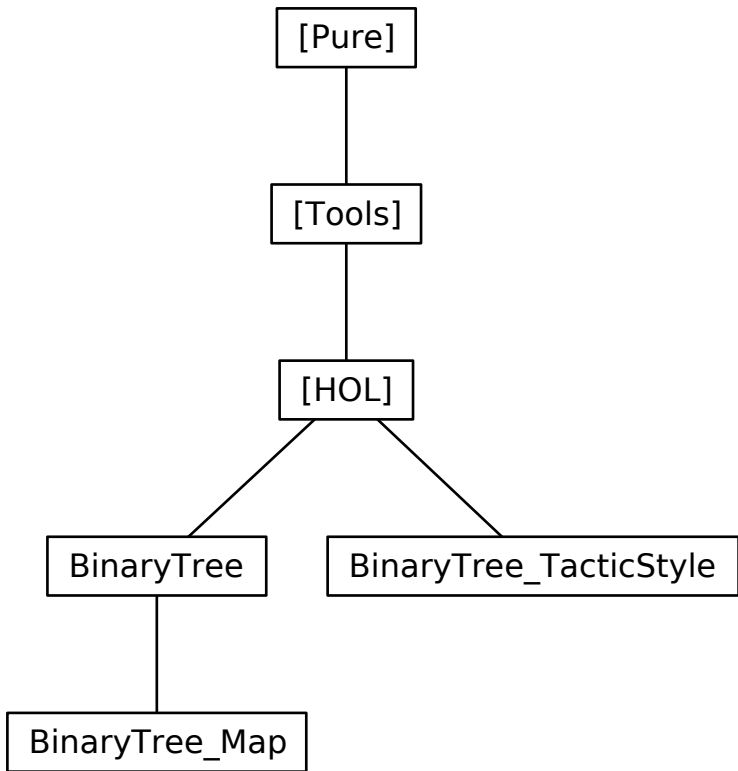 [Pure]
[Tools]
[HOL]
BinaryTree
BinaryTree_TacticStyle
BinaryTree_Map